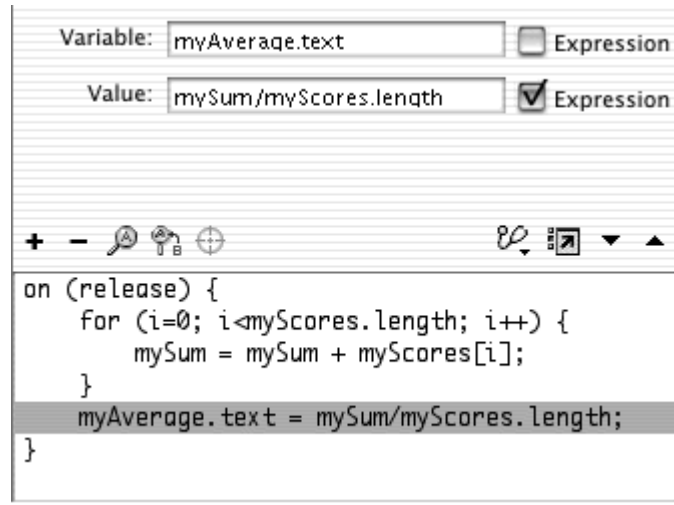 Variable: myAverage.text Expression
Value: mySum/myScores.length Expression
+ -
on (release) {
for (i=0; i<myScores.length; i++) {
mySum = mySum + myScores[i];
}
myAverage.text = mySum/myScores.length;
}